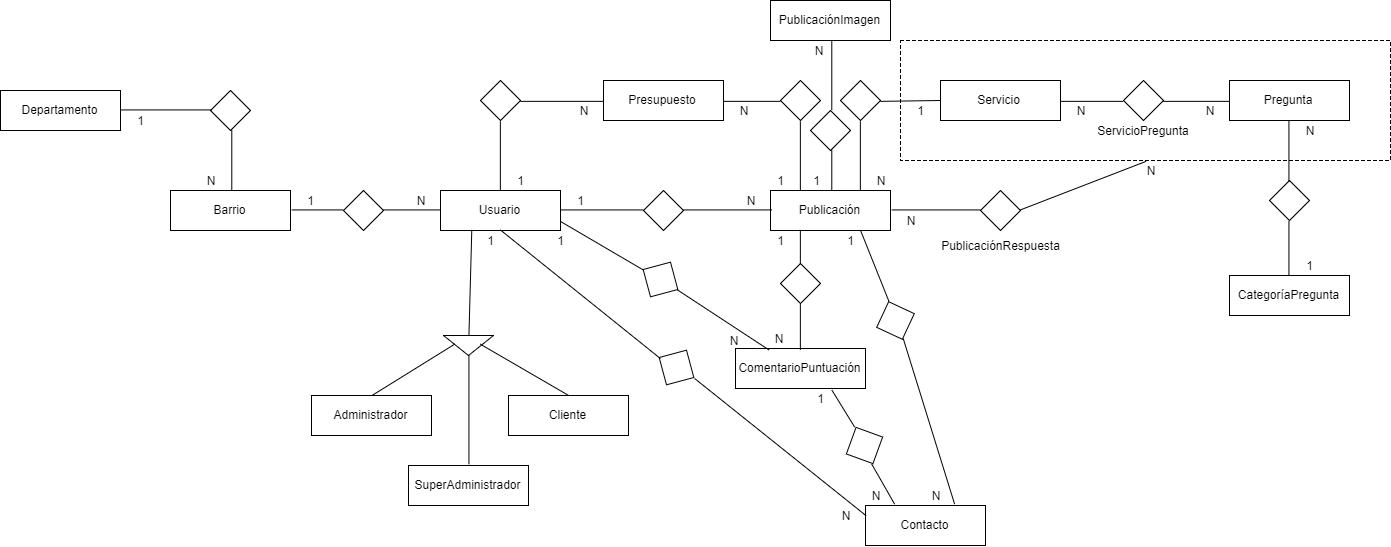 PublicaciónImagen
N
Departamento
1
N
Presupuesto
N
Servicio
1
N
ServicioPregunta
N
Pregunta
N
N
Barrio
1
N
1
Usuario
1
N
1
1
N
Publicación
N
N
PublicaciónRespuesta
1
1
1
1
1
CategoríaPregunta
N
N
ComentarioPuntuación
1
Administrador
Cliente
SuperAdministrador
N
N
N
Contacto